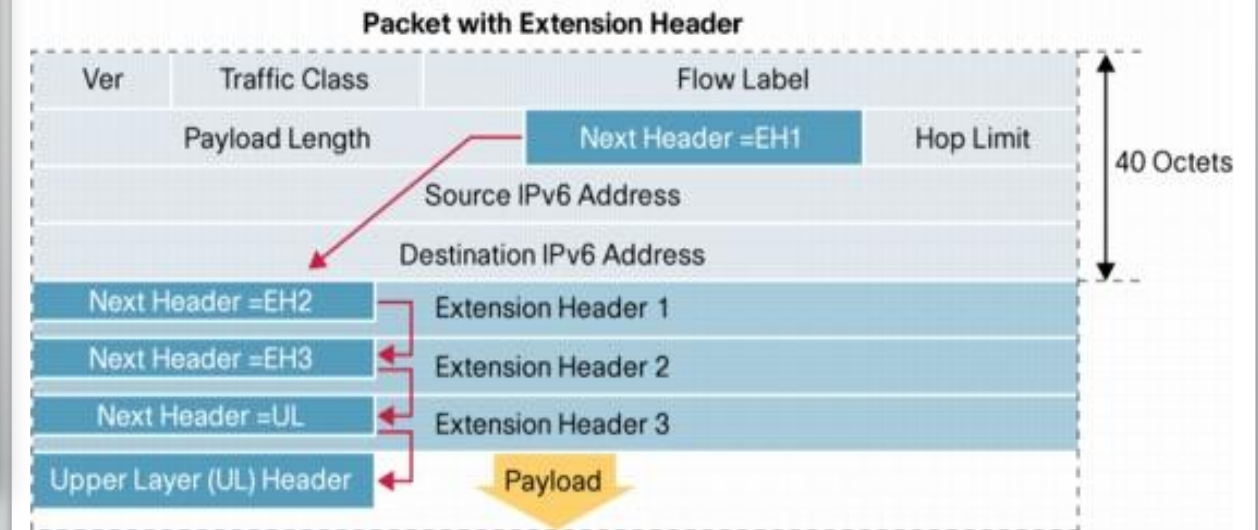 Packet with Extension Header
Ver Traffic Class Flow Label
Payload Length Next Header =EH1 Hop Limit
40 Octets
Source IPv6 Address
Destination IPv6 Address
Next Header =EH2 Extension Header 1
Next Header =EH3 Extension Header 2
Next Header =UL Extension Header 3
Upper Layer (UL) Header Payload